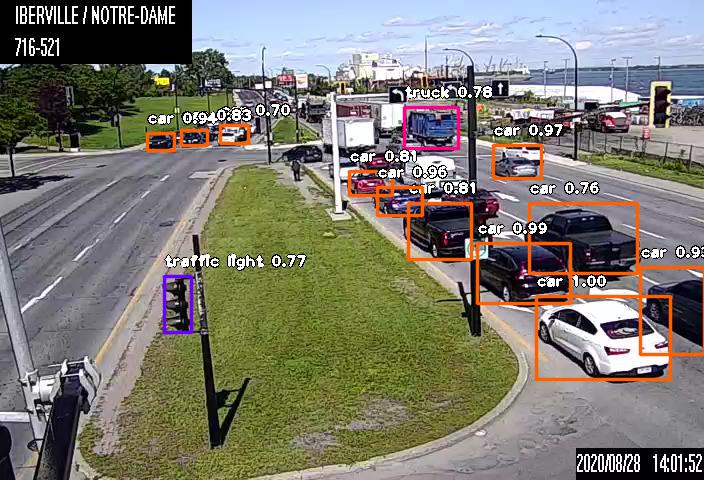 IBERVILLE / NOTRE-DAME
716-521
truck 0.78
car 0.94
0.83
0.70
car 0.97
car 0.81
car 0.96
car 0.81
car 0.76
car 0.99
car 0.93
traffic light 0.77
car 1.00
2020/08/28 14:01:52